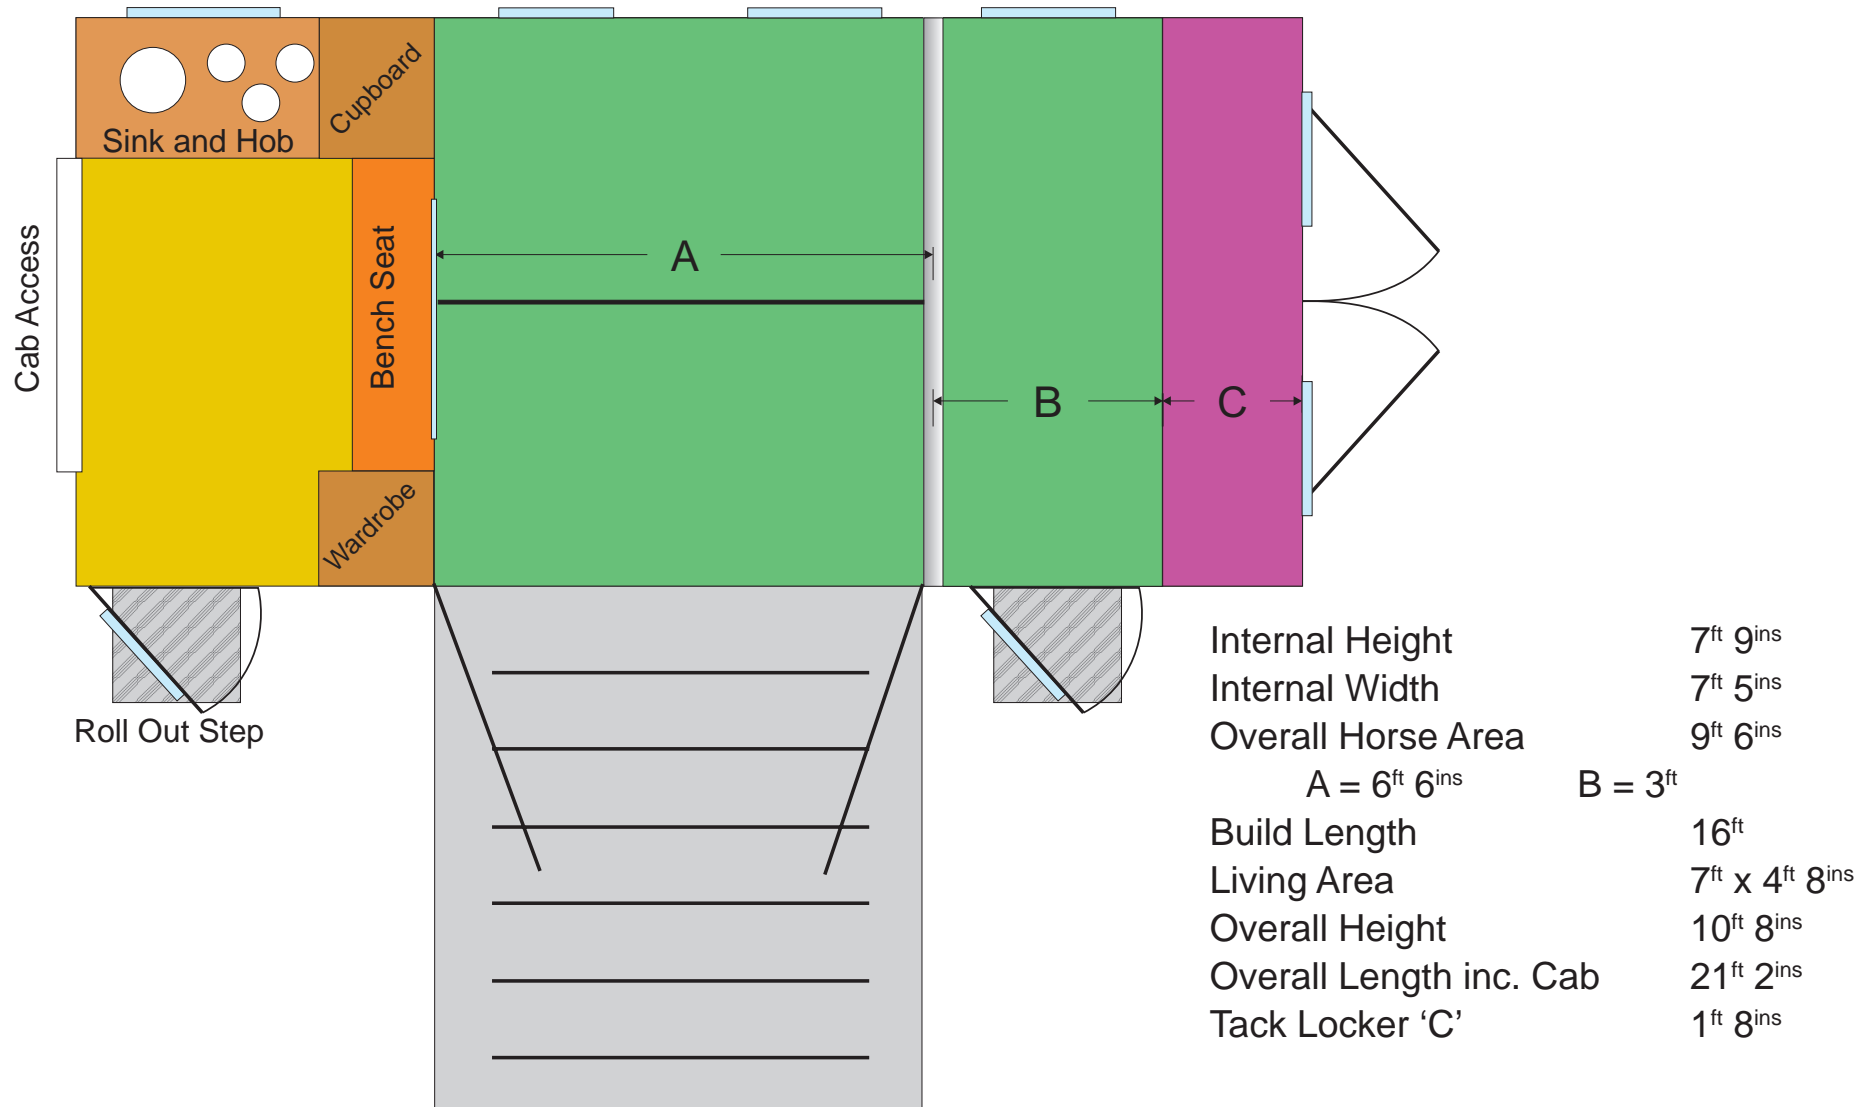 Sink and Hob
Cupboard
Cab Access
Bench Seat
A
B
C
Wardrobe
Roll Out Step
Internal Height 7ft 9ins
Internal Width 7ft 5ins
Overall Horse Area 9ft 6ins
A = 6ft 6ins B = 3ft
Build Length 16ft
Living Area 7ft x 4ft 8ins
Overall Height 10ft 8ins
Overall Length inc. Cab 21ft 2ins
Tack Locker ‘C’ 1ft 8ins